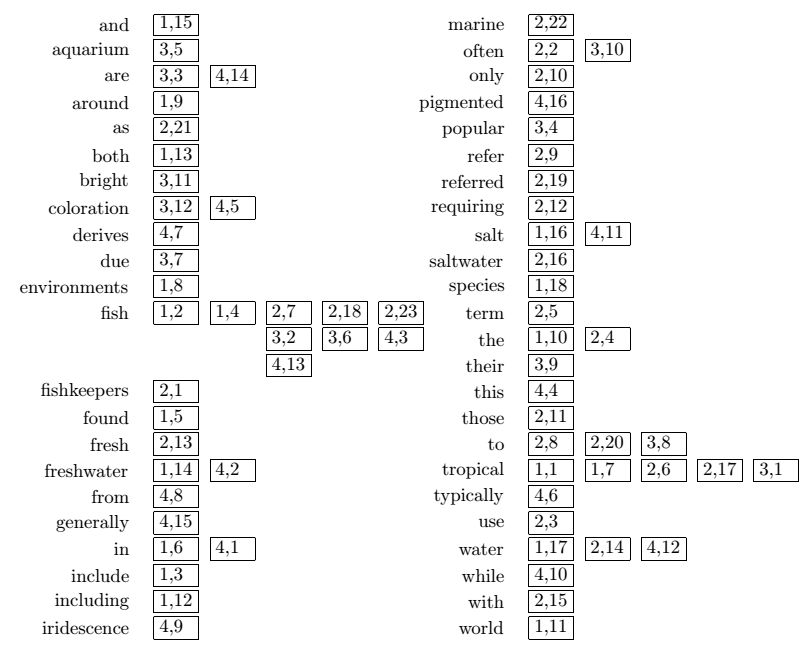 and 1,15
aquarium 3,5
are 3,3 4,14
around 1,9
as 2,21
both 1,13
bright 3,11
coloration 3,12 4,5
derives 4,7
due 3,7
environments 1,8
fish 1,2 1,4 2,7 2,18 2,23
3,2 3,6 4,3
4,13
fishkeepers 2,1
found 1,5
fresh 2,13
freshwater 1,14 4,2
from 4,8
generally 4,15
in 1,6 4,1
include 1,3
including 1,12
iridescence 4,9
marine 2,22
often 2,2 3,10
only 2,10
pigmented 4,16
popular 3,4
refer 2,9
referred 2,19
requiring 2,12
salt 1,16 4,11
saltwater 2,16
species 1,18
term 2,5
the 1,10 2,4
their 3,9
this 4,4
those 2,11
to 2,8 2,20 3,8
tropical 1,1 1,7 2,6 2,17 3,1
typically 4,6
use 2,3
water 1,17 2,14 4,12
while 4,10
with 2,15
world 1,11